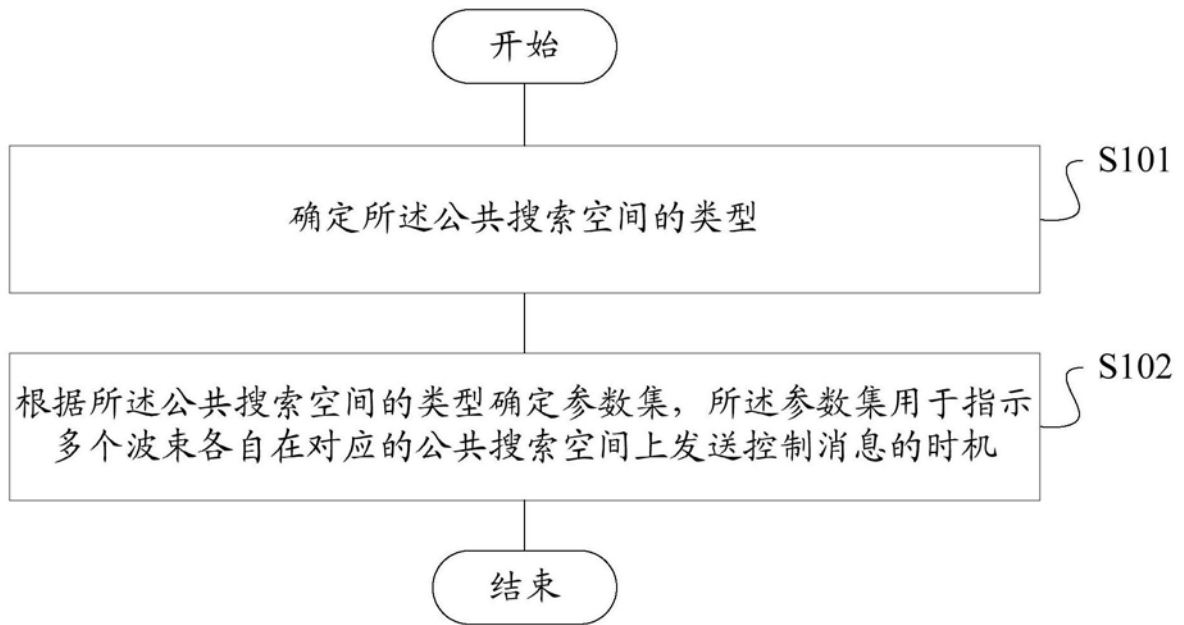 开始
S101
确定所述公共搜索空间的类型
S102
根据所述公共搜索空间的类型确定参数集，所述参数集用于指示
多个波束各自在对应的公共搜索空间上发送控制消息的时机
结束